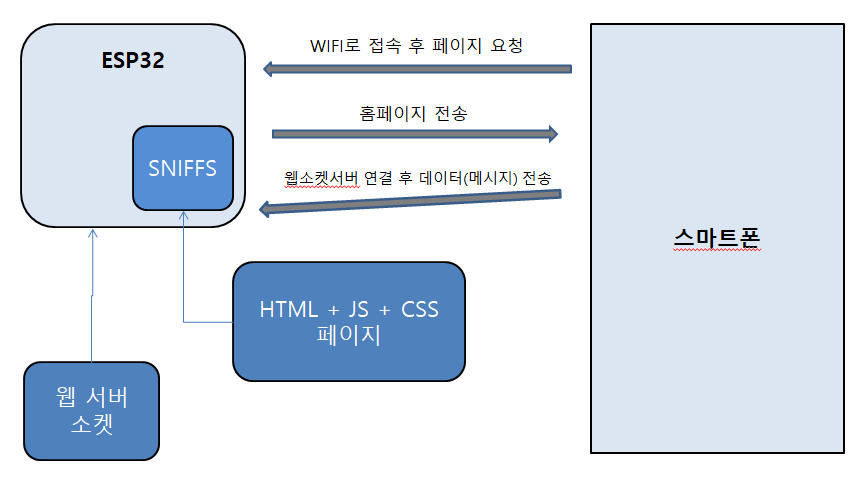 ESP32
WIFI로 접속 후 페이지 요청
홈페이지 전송
SNIFFS
웹소켓서버 연결 후 데이터(메시지) 전송
스마트폰
HTML + JS + CSS
페이지
웹 서버
소켓